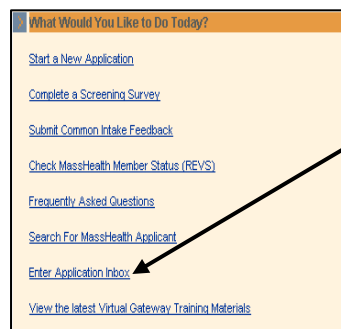 What Would You Like to Do Today?
Start a New Application
Complete a Screening Survey
Submit Common Intake Feedback
Check MassHealth Member Status (REVS)
Frequently Asked Questions
Search For MassHealth Applicant
Enter Application Inbox
View the latest Virtual Gateway Training Materials